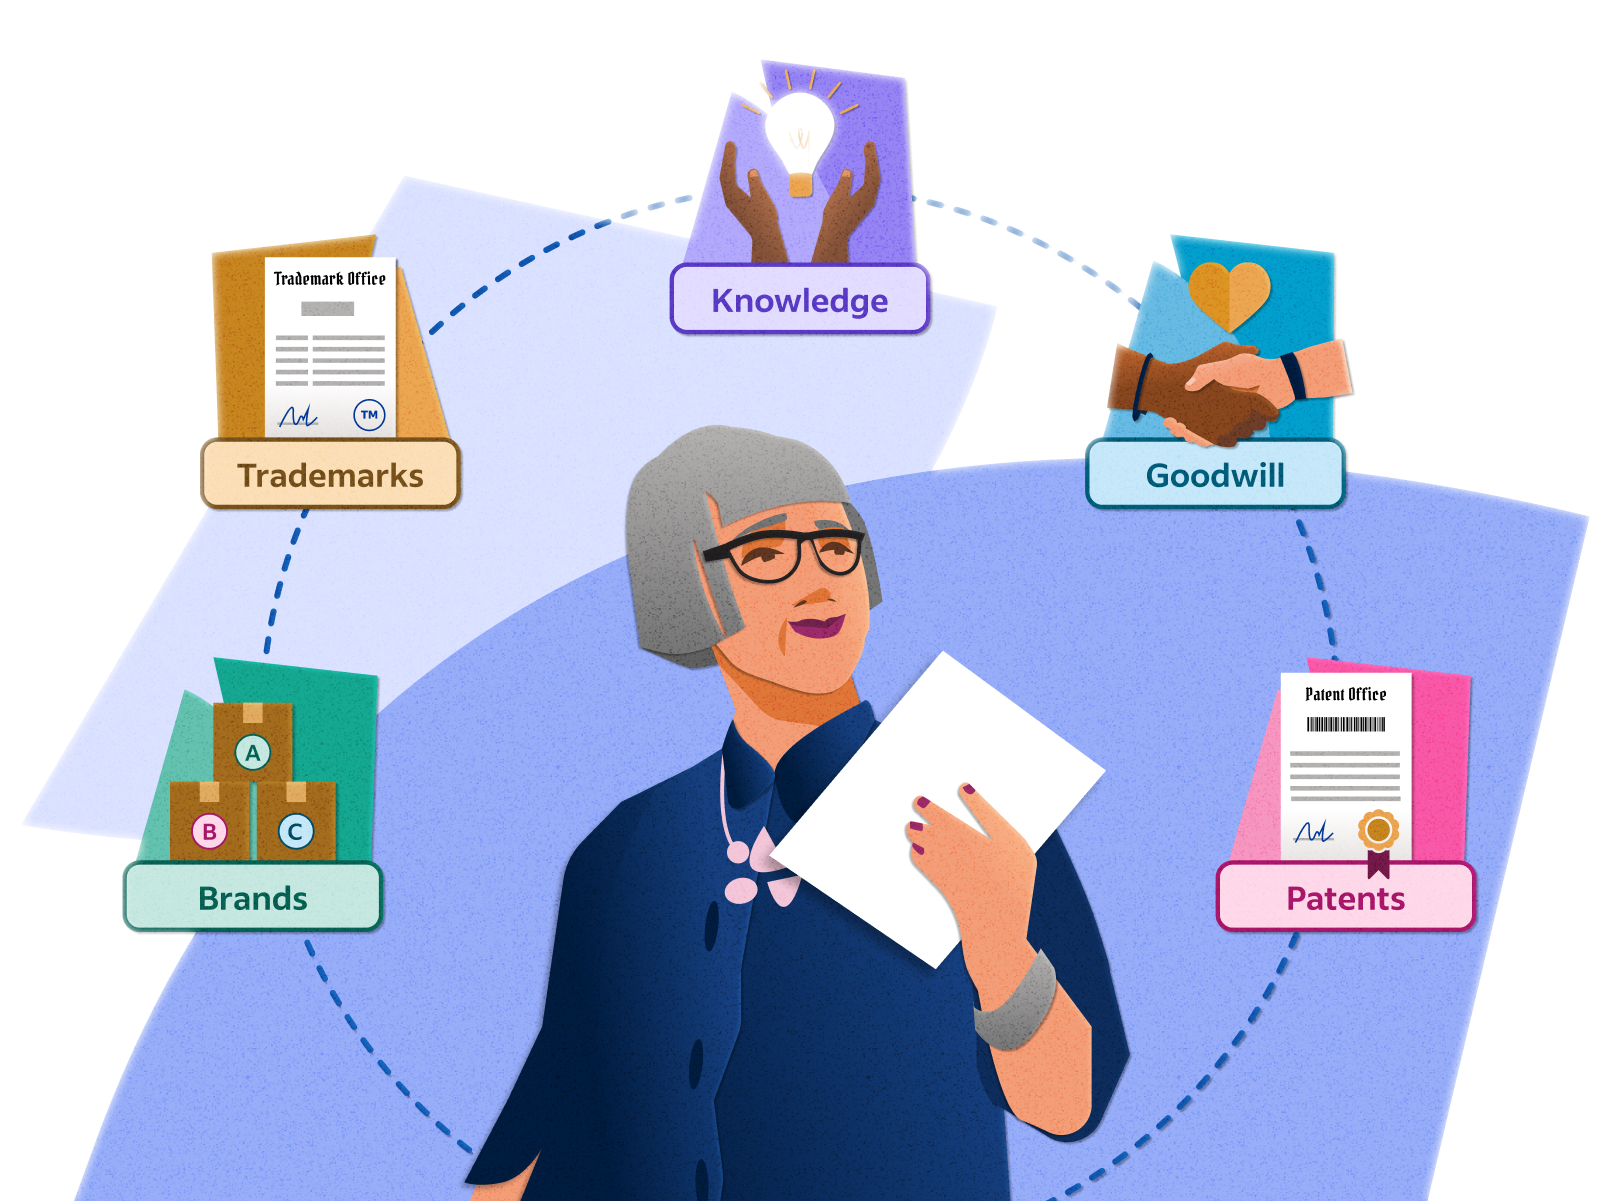 Knowledge
Trademark Office
TM
Trademarks
Goodwill
A
B
C
Brands
Patent Office
Patents